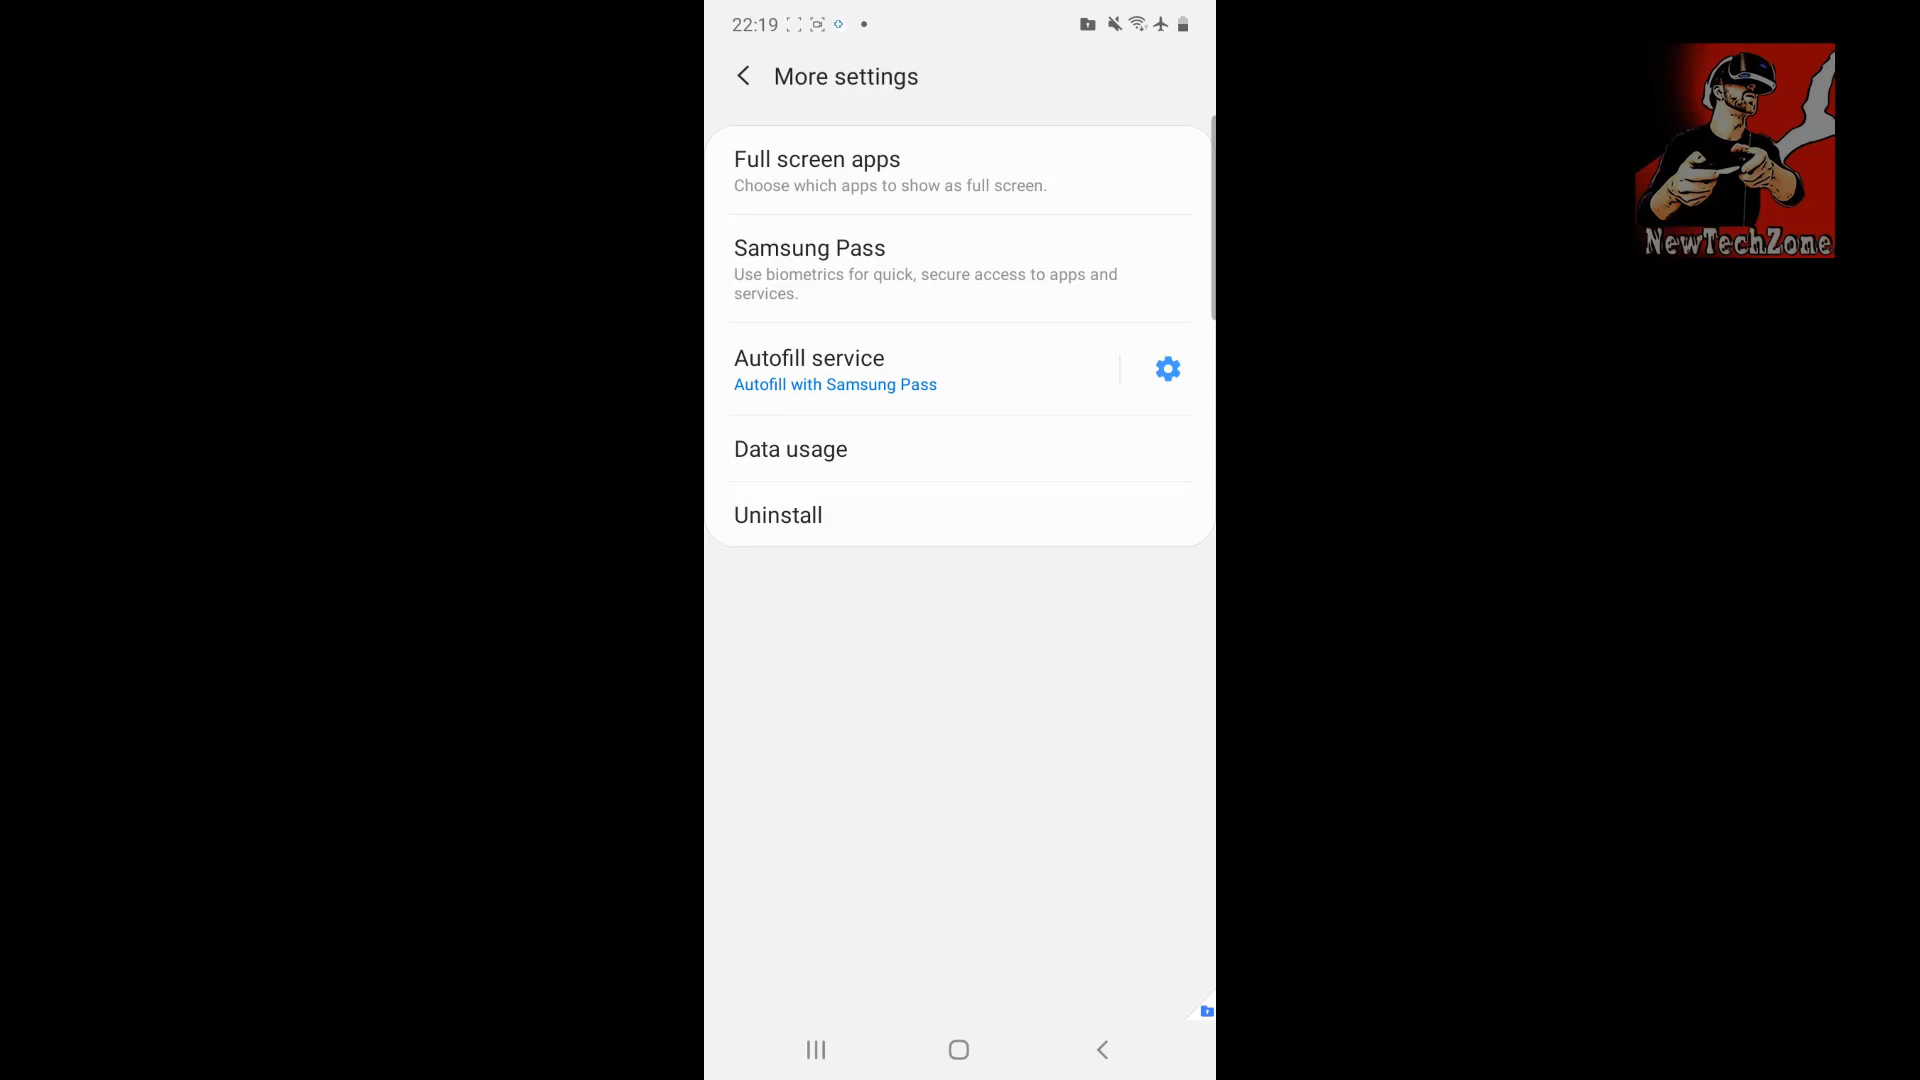 22:19
More settings
Full screen apps
Choose which apps to show as full screen.
Samsung Pass
Use biometrics for quick, secure access to apps and
services.
Autofill service
Autofill with Samsung Pass
Data usage
Uninstall
NewTechZone